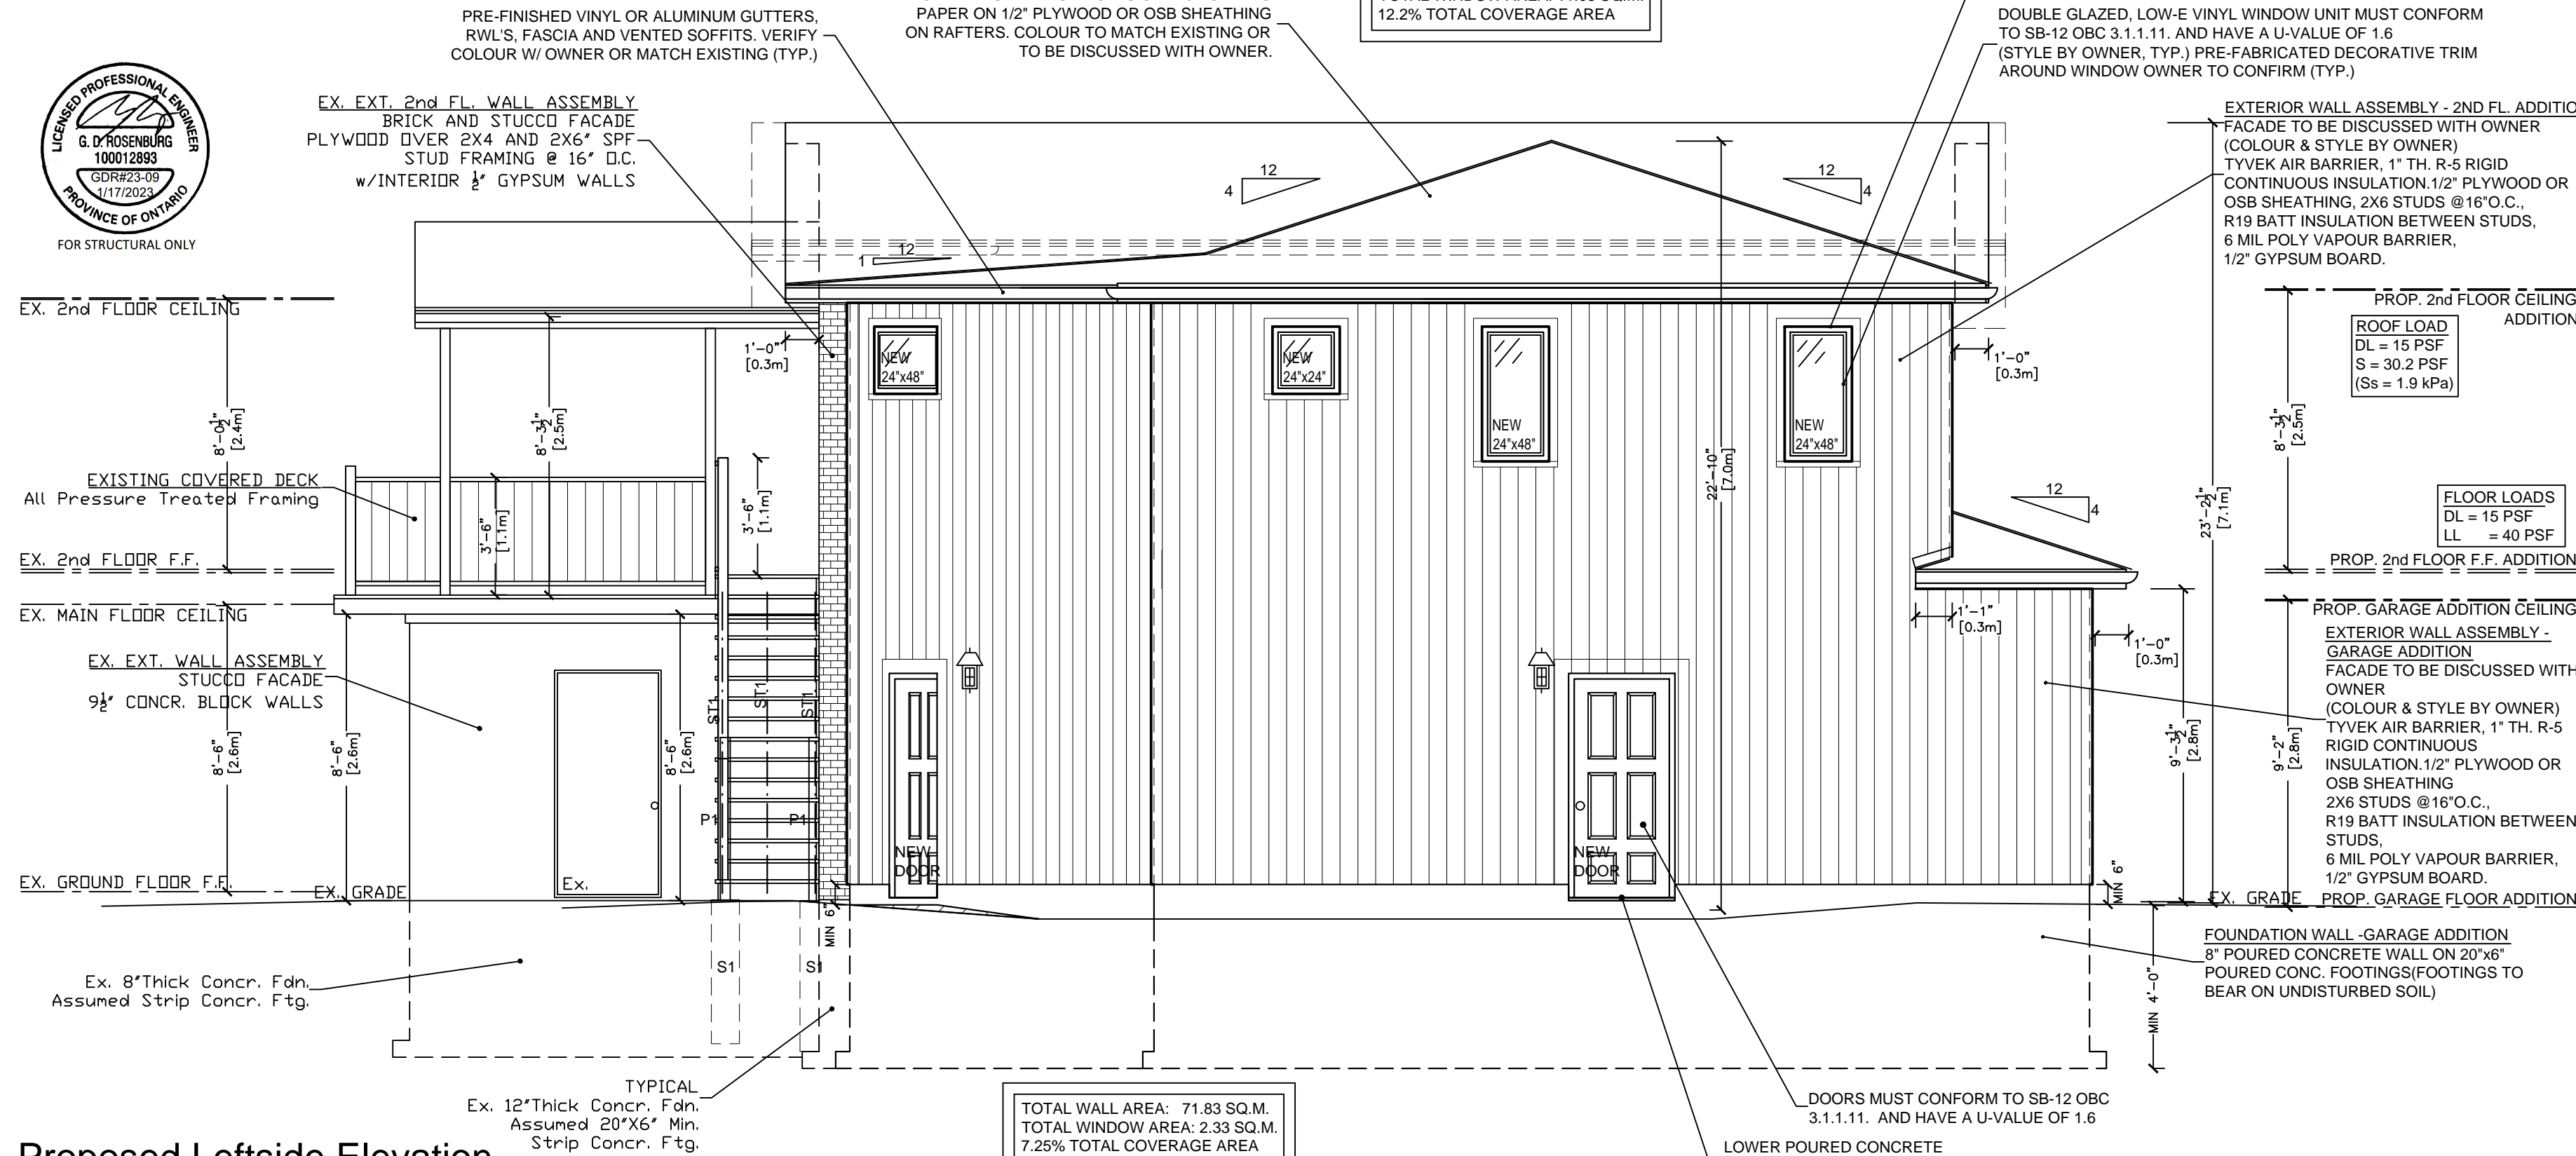 PRE-FINISHED VINYL OR ALUMINUM GUTTERS,
RWL'S, FASCIA AND VENTED SOFFITS. VERIFY
COLOUR W/ OWNER OR MATCH EXISTING (TYP.)
PAPER ON 1/2" PLYWOOD OR OSB SHEATHING
ON RAFTERS. COLOUR TO MATCH EXISTING OR
TO BE DISCUSSED WITH OWNER.
12.2% TOTAL COVERAGE AREA
DOUBLE GLAZED, LOW-E VINYL WINDOW UNIT MUST CONFORM
TO SB-12 OBC 3.1.1.11. AND HAVE A U-VALUE OF 1.6
(STYLE BY OWNER, TYP.) PRE-FABRICATED DECORATIVE TRIM
AROUND WINDOW OWNER TO CONFIRM (TYP.)
LICENSED PROFESSIONAL ENGINEER
G. D. ROSENBURG
100012893
GDR#23-09
1/17/2023
PROVINCE OF ONTARIO
FOR STRUCTURAL ONLY
EX. EXT. 2nd FL. WALL ASSEMBLY
BRICK AND STUCCO FACADE
PLYWOOD OVER 2X4 AND 2X6" SPF
STUD FRAMING @ 16" O.C.
w/INTERIOR ½" GYPSUM WALLS
EXTERIOR WALL ASSEMBLY - 2ND FL. ADDITIO
FACADE TO BE DISCUSSED WITH OWNER
(COLOUR & STYLE BY OWNER)
TYVEK AIR BARRIER, 1" TH. R-5 RIGID
CONTINUOUS INSULATION.1/2" PLYWOOD OR
OSB SHEATHING, 2X6 STUDS @16"O.C.,
R19 BATT INSULATION BETWEEN STUDS,
6 MIL POLY VAPOUR BARRIER,
1/2" GYPSUM BOARD.
12
4
12
4
12
1
EX. 2nd FLOOR CEILING
PROP. 2nd FLOOR CEILING
ADDITION
ROOF LOAD
DL = 15 PSF
S = 30.2 PSF
(Ss = 1.9 kPa)
1'-0"
[0.3m]
NEW
24"x48"
NEW
24"x24"
NEW
24"x48"
NEW
24"x48"
1'-0"
[0.3m]
8'-0½"
[2.4m]
8'-3½"
[2.5m]
8'-3½"
[2.5m]
22'-10"
[7.0m]
23'-2½"
[7.1m]
EXISTING COVERED DECK
All Pressure Treated Framing
3'-6"
[1.1m]
3'-6"
[1.1m]
12
4
FLOOR LOADS
DL = 15 PSF
LL = 40 PSF
EX. 2nd FLOOR F.F.
PROP. 2nd FLOOR F.F. ADDITION
EX. MAIN FLOOR CEILING
PROP. GARAGE ADDITION CEILING
1'-1"
[0.3m]
1'-0"
[0.3m]
EX. EXT. WALL ASSEMBLY
STUCCO FACADE
9½" CONCR. BLOCK WALLS
EXTERIOR WALL ASSEMBLY -
GARAGE ADDITION
FACADE TO BE DISCUSSED WITH
OWNER
(COLOUR & STYLE BY OWNER)
TYVEK AIR BARRIER, 1" TH. R-5
RIGID CONTINUOUS
INSULATION.1/2" PLYWOOD OR
OSB SHEATHING
2X6 STUDS @16"O.C.,
R19 BATT INSULATION BETWEEN
STUDS,
6 MIL POLY VAPOUR BARRIER,
1/2" GYPSUM BOARD.
8'-6"
[2.6m]
8'-6"
[2.6m]
8'-6"
[2.6m]
ST1
ST1
ST1
P1
P1
9'-3½"
[2.8m]
9'-2"
[2.8m]
NEW
DOOR
NEW
DOOR
Ex.
EX. GROUND FLOOR F.F.
EX. GRADE
MIN 6"
MIN 6"
EX. GRADE
PROP. GARAGE FLOOR ADDITION
S1
S1
MIN 4'-0"
FOUNDATION WALL -GARAGE ADDITION
8" POURED CONCRETE WALL ON 20"x6"
POURED CONC. FOOTINGS(FOOTINGS TO
BEAR ON UNDISTURBED SOIL)
Ex. 8"Thick Concr. Fdn.
Assumed Strip Concr. Ftg.
TYPICAL
Ex. 12"Thick Concr. Fdn.
Assumed 20"X6" Min.
Strip Concr. Ftg.
TOTAL WALL AREA: 71.83 SQ.M.
TOTAL WINDOW AREA: 2.33 SQ.M.
7.25% TOTAL COVERAGE AREA
DOORS MUST CONFORM TO SB-12 OBC
3.1.1.11. AND HAVE A U-VALUE OF 1.6
LOWER POURED CONCRETE
Proposed Leftside Elevation